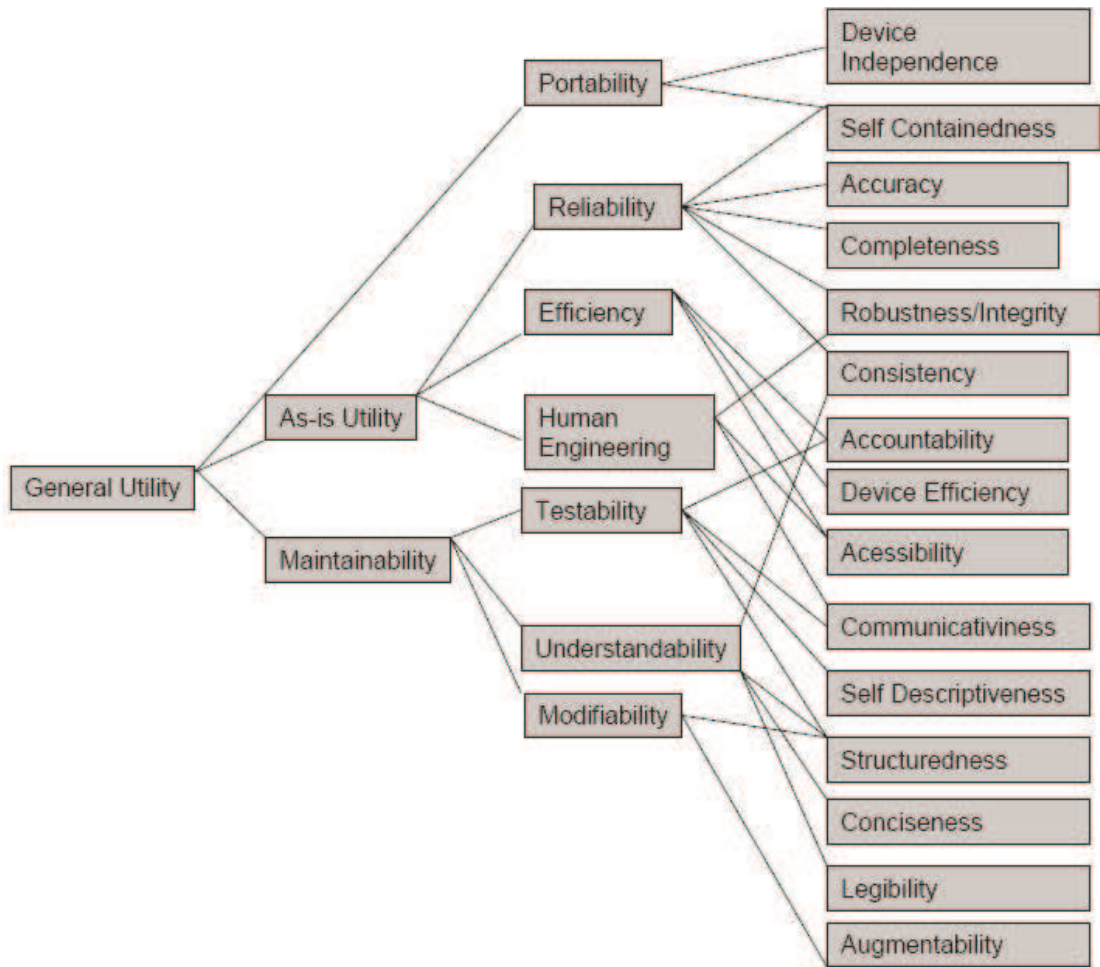 General Utility
As-is Utility
Maintainability
Portability
Reliability
Efficiency
Human
Engineering
Testability
Understandability
Modifiability
Device
Independence
Self Containedness
Accuracy
Completeness
Robustness/Integrity
Consistency
Accountability
Device Efficiency
Acessibility
Communicativiness
Self Descriptiveness
Structuredness
Conciseness
Legibility
Augmentability